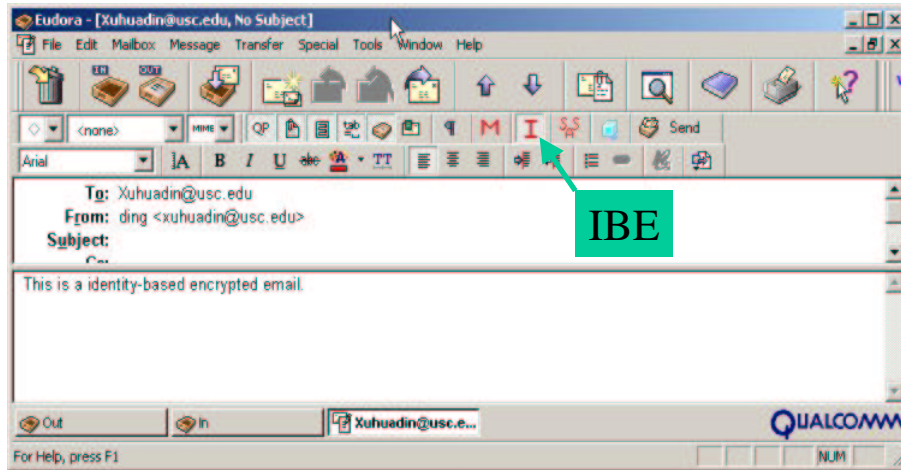 Eudora - [Xuhuadin@usc.edu, No Subject]
File Edit Mailbox Message Transfer Special Tools Window Help
IN OUT
<none> MIME QP M I S S A Send
Arial A B I U abc A TT
To: Xuhuadin@usc.edu
From: ding <xuhuadin@usc.edu>
Subject:
IBE
This is a identity-based encrypted email.
Out In Xuhuadin@usc.e...
QUALCOMM
For Help, press F1 NUM